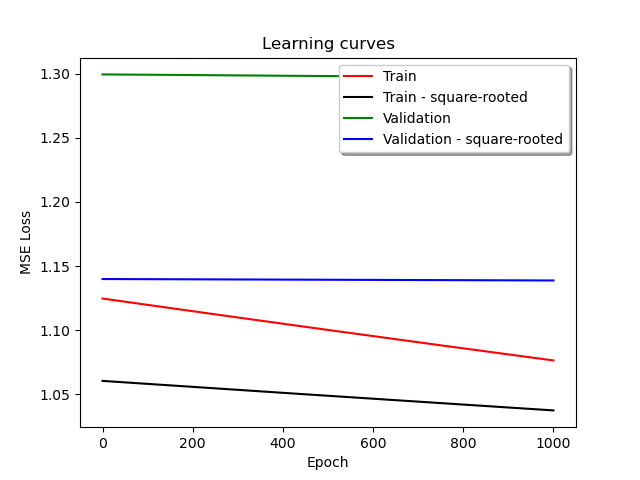 Learning curves
Train
Train - square-rooted
Validation
Validation - square-rooted
MSE Loss
1.30
1.25
1.20
1.15
1.10
1.05
0 200 400 600 800 1000
Epoch